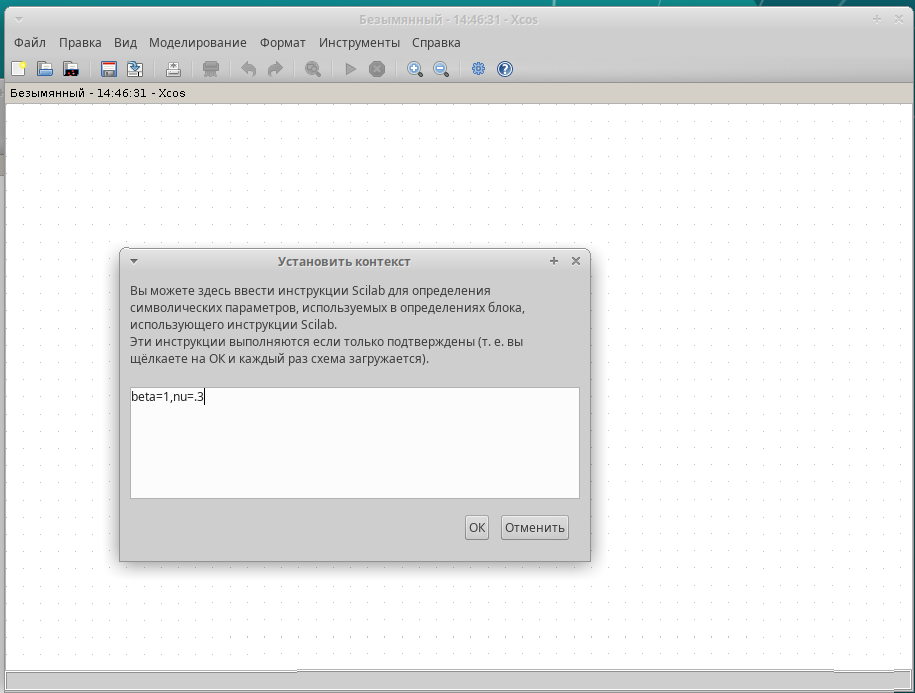 Безымянный - 14:46:31 - Xcos
Файл Правка Вид Моделирование Формат Инструменты Справка
Безымянный - 14:46:31 - Xcos
Установить контекст
Вы можете здесь ввести инструкции Scilab для определения
символических параметров, используемых в определениях блока,
использующего инструкции Scilab.
Эти инструкции выполняются если только подтверждены (т. е. вы
щёлкаете на ОК и каждый раз схема загружается).
beta=1,nu=.3
ОК Отменить